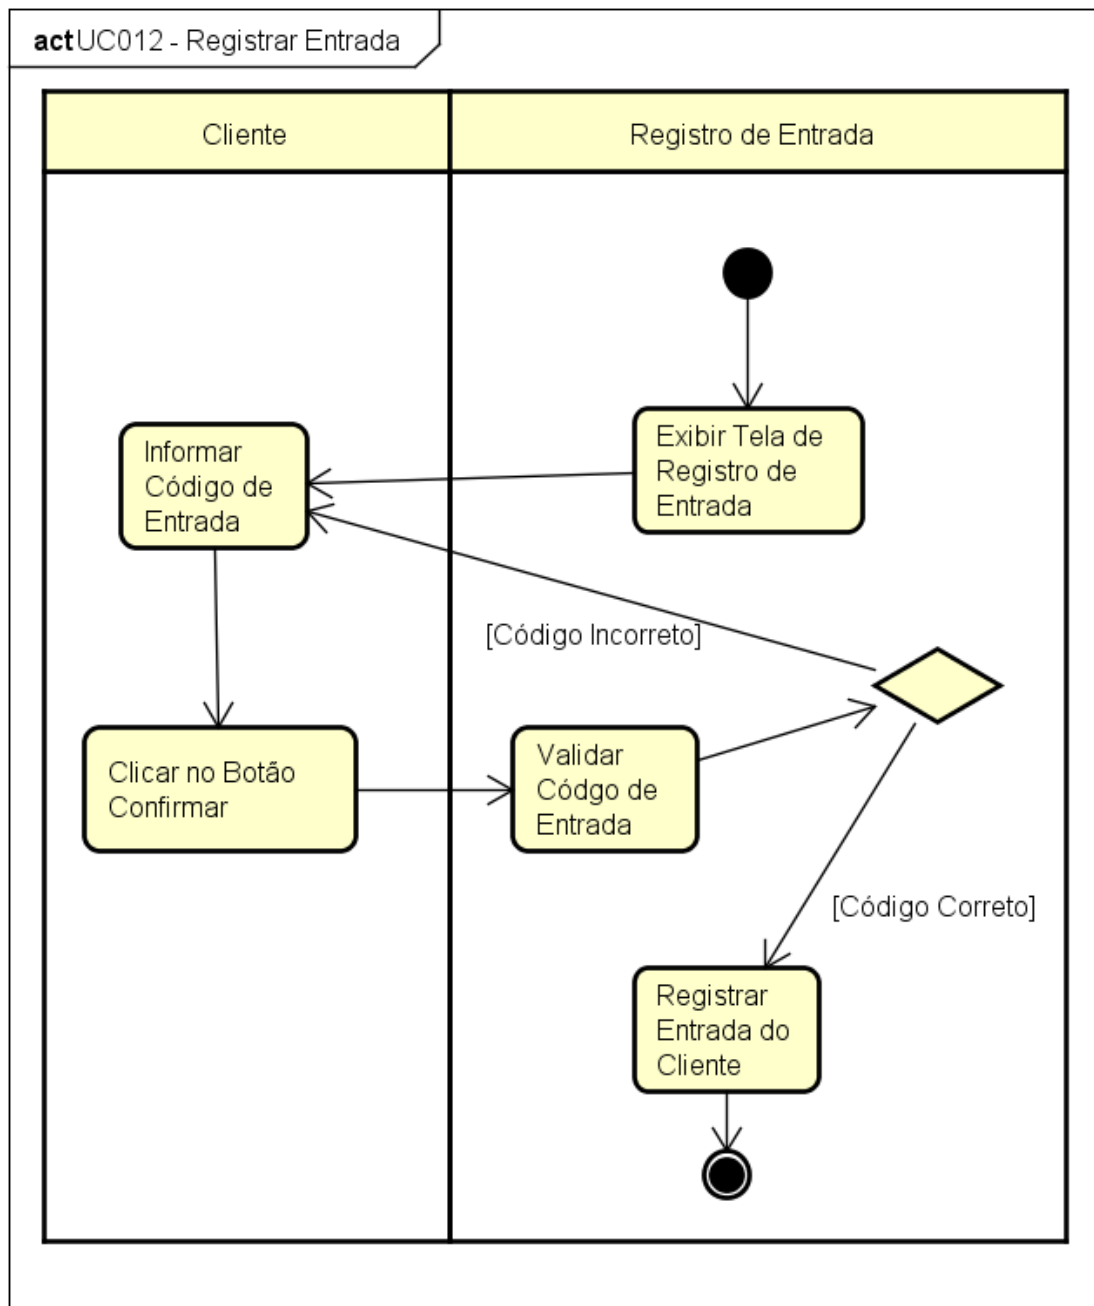 act UC012 - Registrar Entrada
Cliente
Registro de Entrada
Exibir Tela de
Registro de
Entrada
Informar
Código de
Entrada
[Código Incorreto]
Clicar no Botão
Confirmar
Validar
Códgo de
Entrada
[Código Correto]
Registrar
Entrada do
Cliente